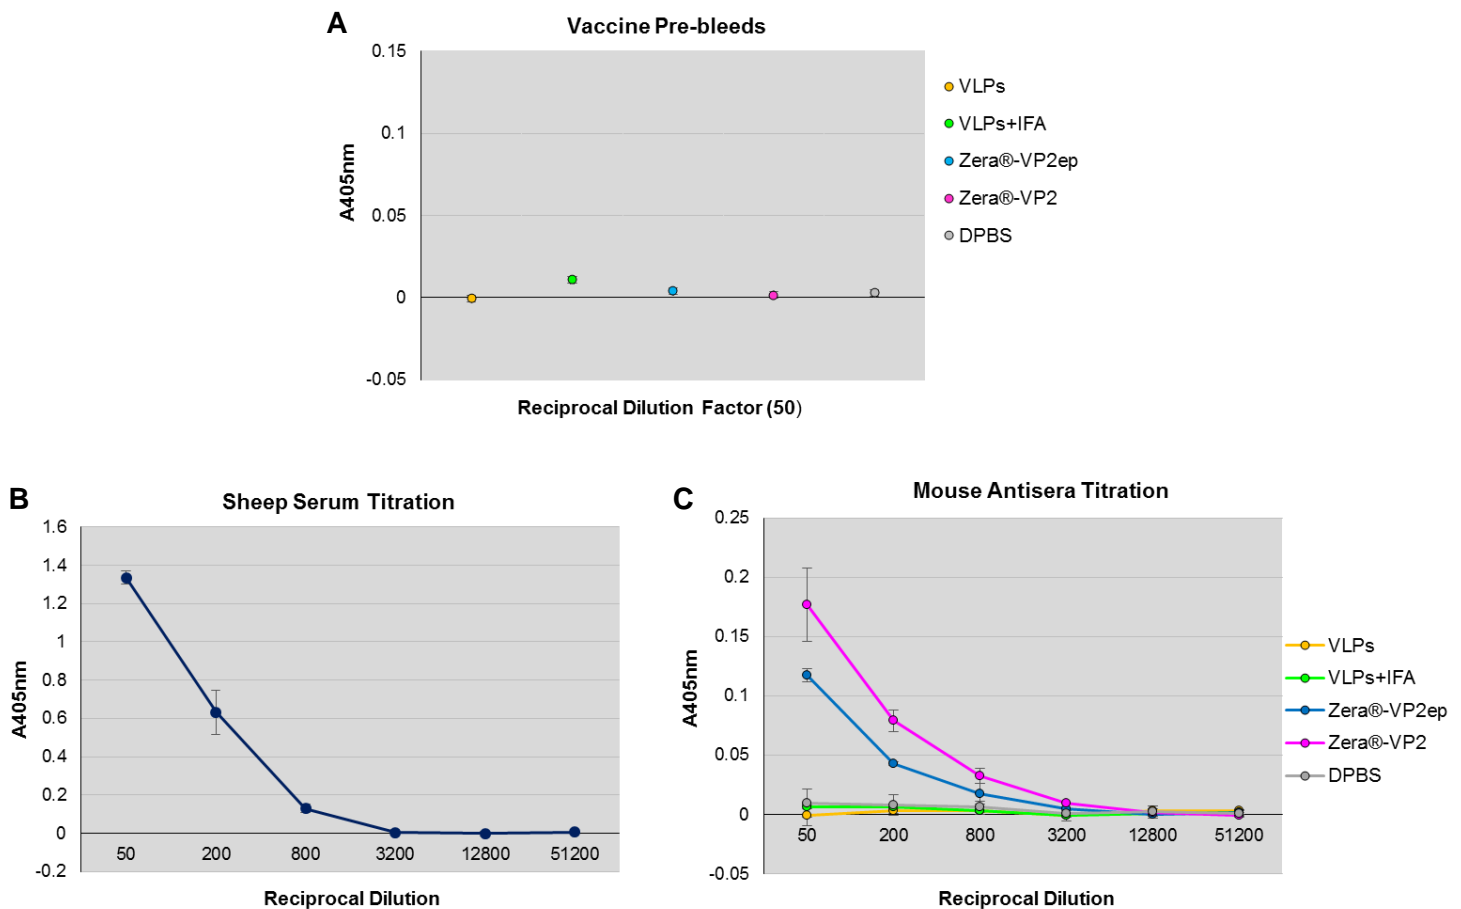 A
Vaccine Pre-bleeds
0.15
0.1
0.05
0
-0.05
A405nm
Reciprocal Dilution Factor (50)
VLPs
VLPs+IFA
Zera®-VP2ep
Zera®-VP2
DPBS
B
Sheep Serum Titration
1.6
1.4
1.2
1
0.8
0.6
0.4
0.2
0
-0.2
A405nm
50 200 800 3200 12800 51200
Reciprocal Dilution
C
Mouse Antisera Titration
0.25
0.2
0.15
0.1
0.05
0
-0.05
A405nm
50 200 800 3200 12800 51200
Reciprocal Dilution
VLPs
VLPs+IFA
Zera®-VP2ep
Zera®-VP2
DPBS